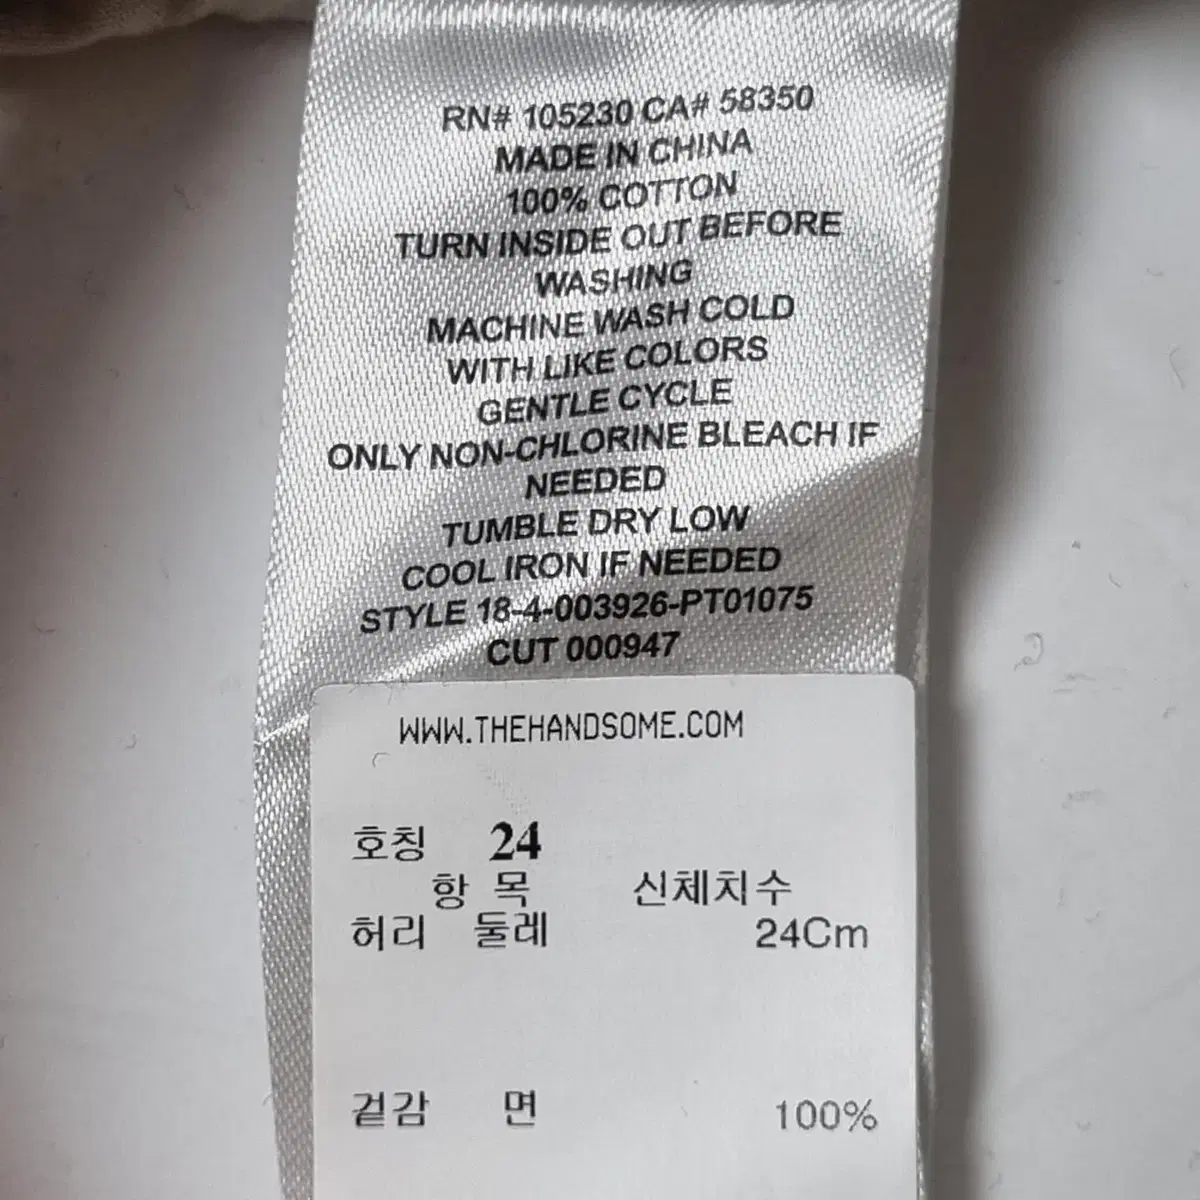 RN# 105230 CA# 58350
MADE IN CHINA
100% COTTON
TURN INSIDE OUT BEFORE
WASHING
MACHINE WASH COLD
WITH LIKE COLORS
GENTLE CYCLE
ONLY NON-CHLORINE BLEACH IF
NEEDED
TUMBLE DRY LOW
COOL IRON IF NEEDED
STYLE 18-4-003926-PT01075
CUT 000947
WWW.THEHANDSOME.COM
호칭 24
항 목 신체치수
허리 둘레 24Cm
겉감 면 100%